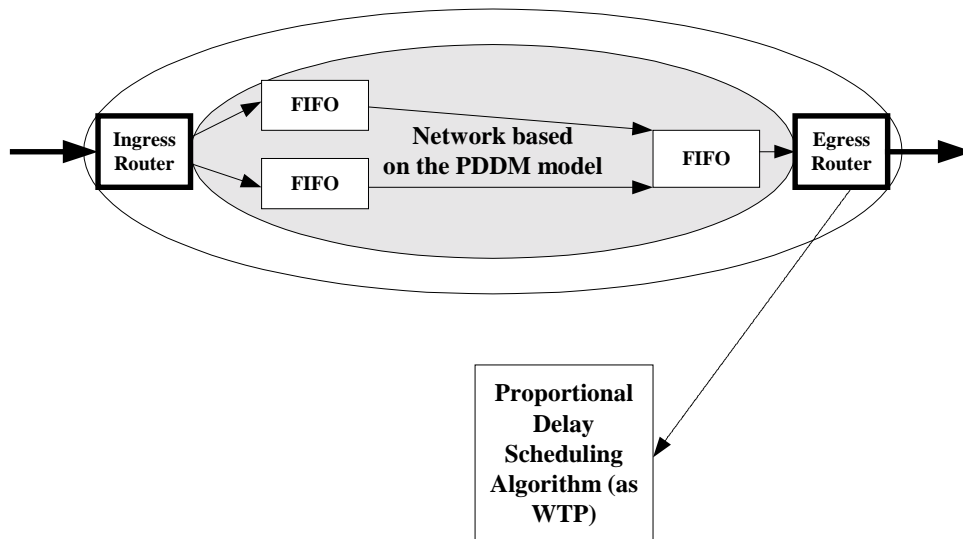 FIFO
Ingress
Router
Network based
on the PDDM model
FIFO
FIFO
Egress
Router
Proportional
Delay
Scheduling
Algorithm (as
WTP)